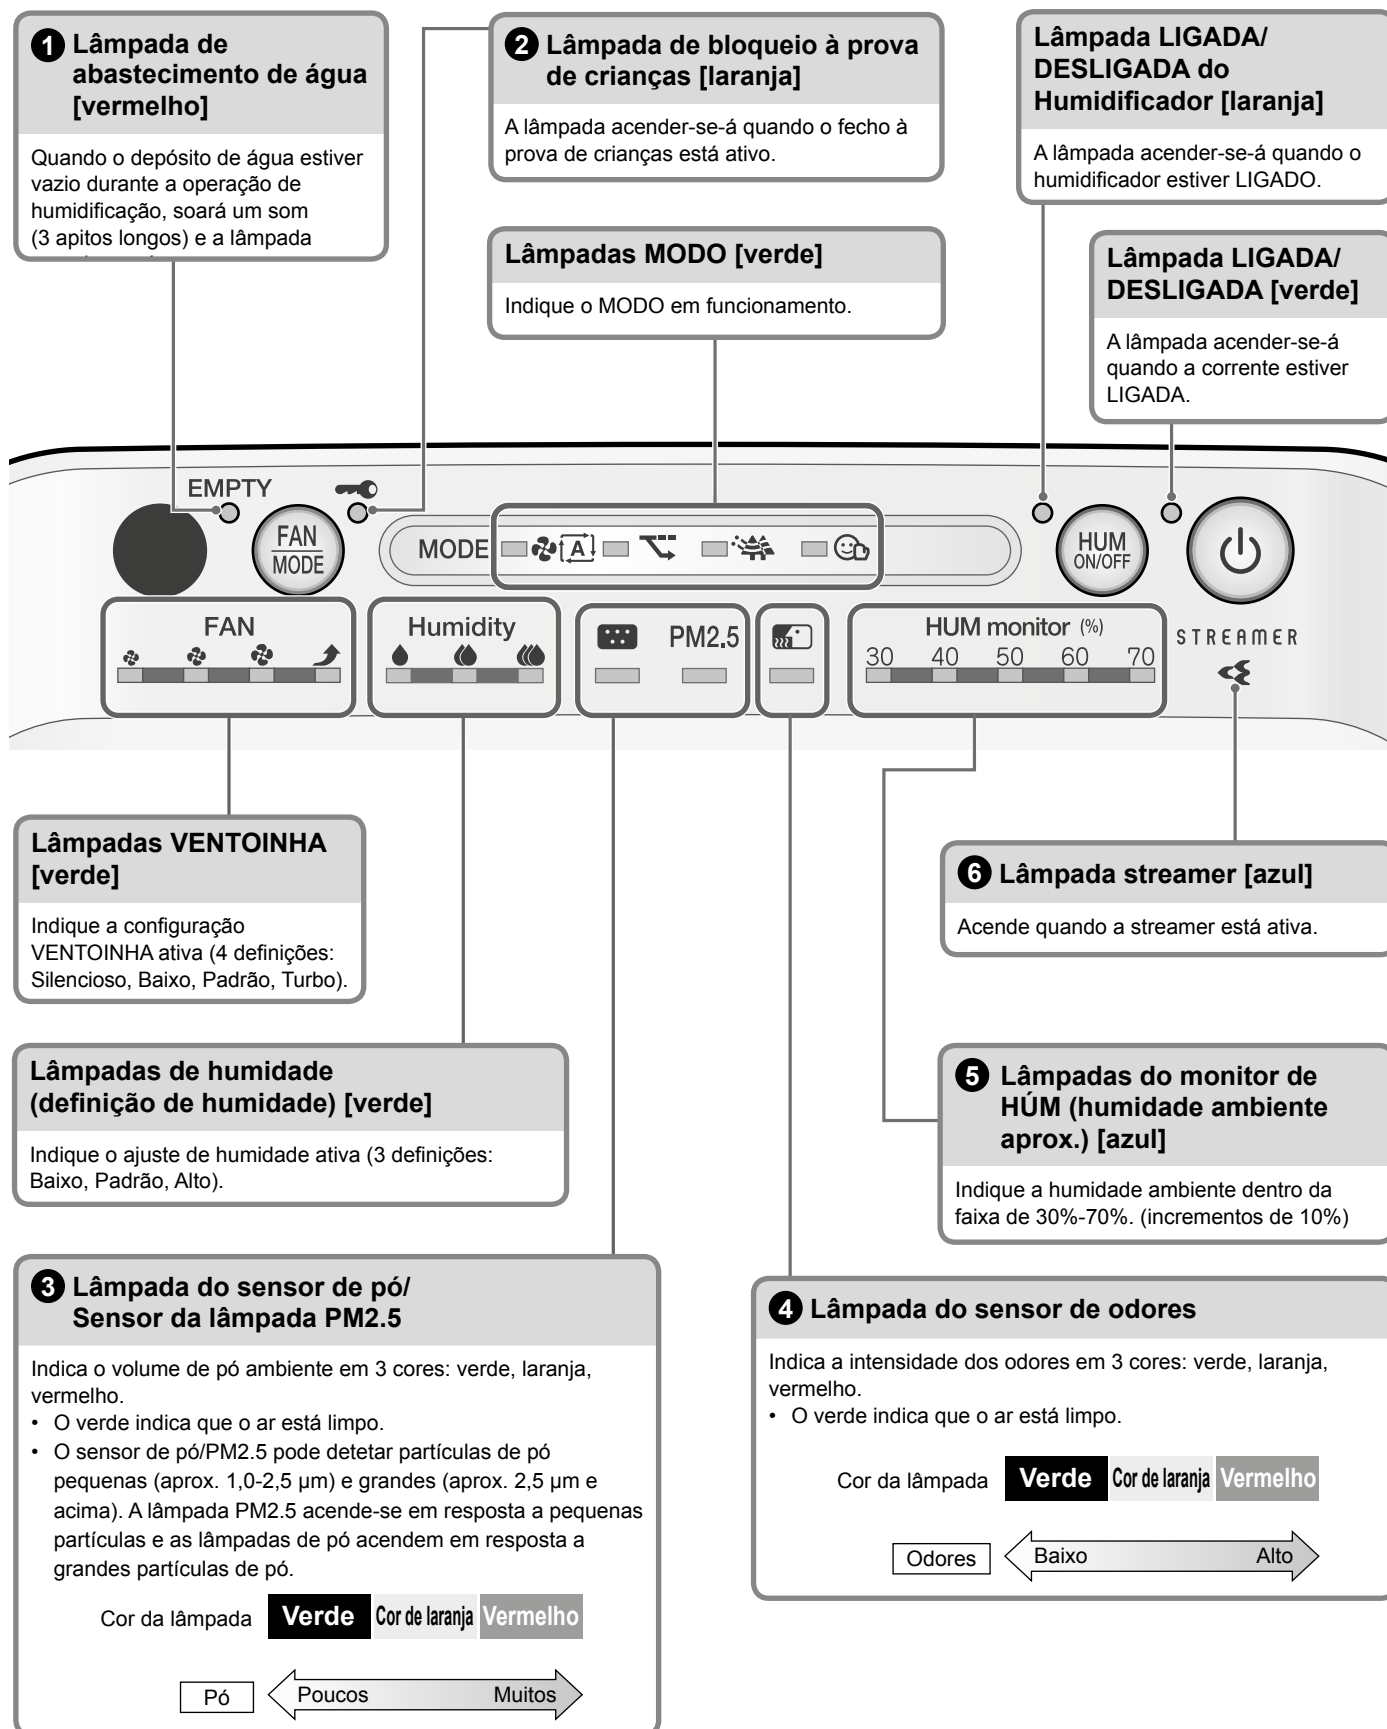 1 Lâmpada de
abastecimento de água
[vermelho]
Quando o depósito de água estiver
vazio durante a operação de
humidificação, soará um som
(3 apitos longos) e a lâmpada
2 Lâmpada de bloqueio à prova
de crianças [laranja]
A lâmpada acender-se-á quando o fecho à
prova de crianças está ativo.
Lâmpadas MODO [verde]
Indique o MODO em funcionamento.
Lâmpada LIGADA/
DESLIGADA do
Humidificador [laranja]
A lâmpada acender-se-á quando o
humidificador estiver LIGADO.
Lâmpada LIGADA/
DESLIGADA [verde]
A lâmpada acender-se-á
quando a corrente estiver
LIGADA.
EMPTY
FAN
MODE
MODE
A
HUM
ON/OFF
FAN
Humidity
PM2.5
HUM monitor (%)
30 40 50 60 70
STREAMER
Lâmpadas VENTOINHA
[verde]
Indique a configuração
VENTOINHA ativa (4 definições:
Silencioso, Baixo, Padrão, Turbo).
6 Lâmpada streamer [azul]
Acende quando a streamer está ativa.
Lâmpadas de humidade
(definição de humidade) [verde]
Indique o ajuste de humidade ativa (3 definições:
Baixo, Padrão, Alto).
5 Lâmpadas do monitor de
HÚM (humidade ambiente
aprox.) [azul]
Indique a humidade ambiente dentro da
faixa de 30%-70%. (incrementos de 10%)
3 Lâmpada do sensor de pó/
Sensor da lâmpada PM2.5
Indica o volume de pó ambiente em 3 cores: verde, laranja,
vermelho.
• O verde indica que o ar está limpo.
• O sensor de pó/PM2.5 pode detetar partículas de pó
pequenas (aprox. 1,0-2,5 µm) e grandes (aprox. 2,5 µm e
acima). A lâmpada PM2.5 acende-se em resposta a pequenas
partículas e as lâmpadas de pó acendem em resposta a
grandes partículas de pó.
Cor da lâmpada Verde Cor de laranja Vermelho
Pó Poucos Muitos
4 Lâmpada do sensor de odores
Indica a intensidade dos odores em 3 cores: verde, laranja,
vermelho.
• O verde indica que o ar está limpo.
Cor da lâmpada Verde Cor de laranja Vermelho
Odores Baixo Alto